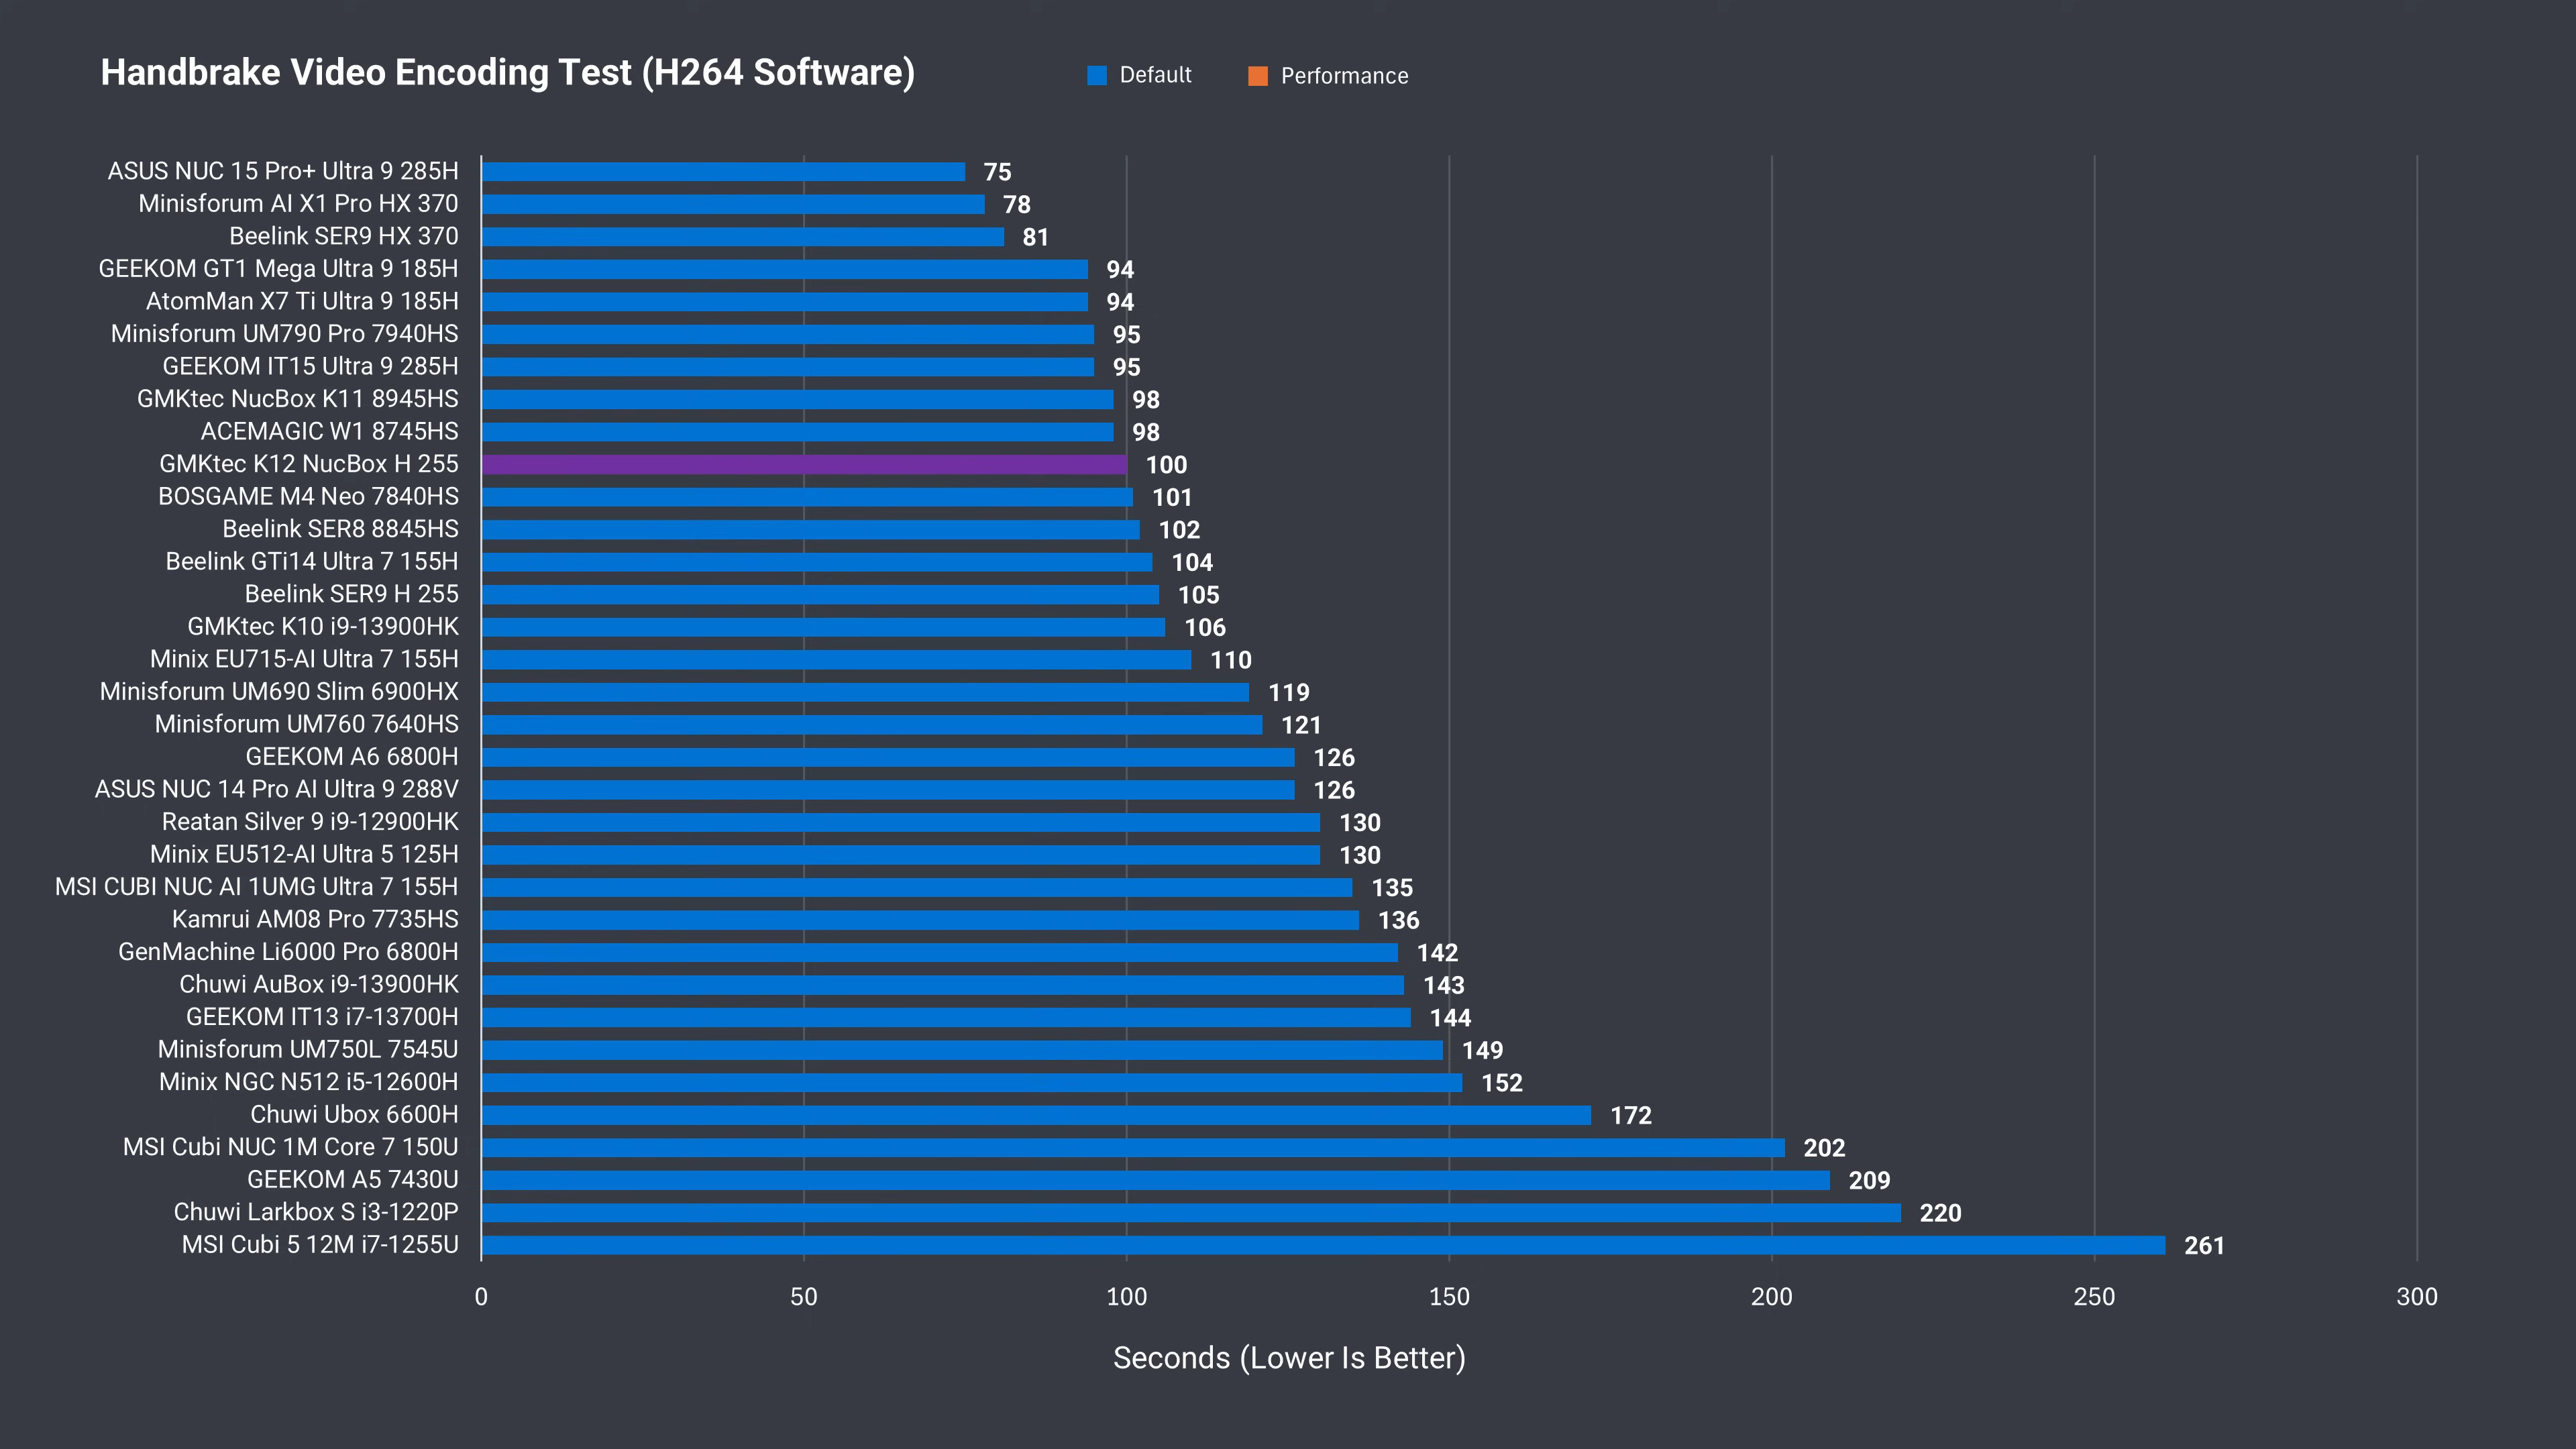 Handbrake Video Encoding Test (H264 Software)
Default
Performance
ASUS NUC 15 Pro+ Ultra 9 285H 75
Minisforum AI X1 Pro HX 370 78
Beelink SER9 HX 370 81
GEEKOM GT1 Mega Ultra 9 185H 94
AtomMan X7 Ti Ultra 9 185H 94
Minisforum UM790 Pro 7940HS 95
GEEKOM IT15 Ultra 9 285H 95
GMKtec NucBox K11 8945HS 98
ACEMAGIC W1 8745HS 98
GMKtec K12 NucBox H 255 100
BOSGAME M4 Neo 7840HS 101
Beelink SER8 8845HS 102
Beelink GTi14 Ultra 7 155H 104
Beelink SER9 H 255 105
GMKtec K10 i9-13900HK 106
Minix EU715-AI Ultra 7 155H 110
Minisforum UM690 Slim 6900HX 119
Minisforum UM760 7640HS 121
GEEKOM A6 6800H 126
ASUS NUC 14 Pro AI Ultra 9 288V 126
Reatan Silver 9 i9-12900HK 130
Minix EU512-AI Ultra 5 125H 130
MSI CUBI NUC AI 1UMG Ultra 7 155H 135
Kamrui AM08 Pro 7735HS 136
GenMachine Li6000 Pro 6800H 142
Chuwi AuBox i9-13900HK 143
GEEKOM IT13 i7-13700H 144
Minisforum UM750L 7545U 149
Minix NGC N512 i5-12600H 152
Chuwi Ubox 6600H 172
MSI Cubi NUC 1M Core 7 150U 202
GEEKOM A5 7430U 209
Chuwi Larkbox S i3-1220P 220
MSI Cubi 5 12M i7-1255U 261
0 50 100 150 200 250 300
Seconds (Lower Is Better)